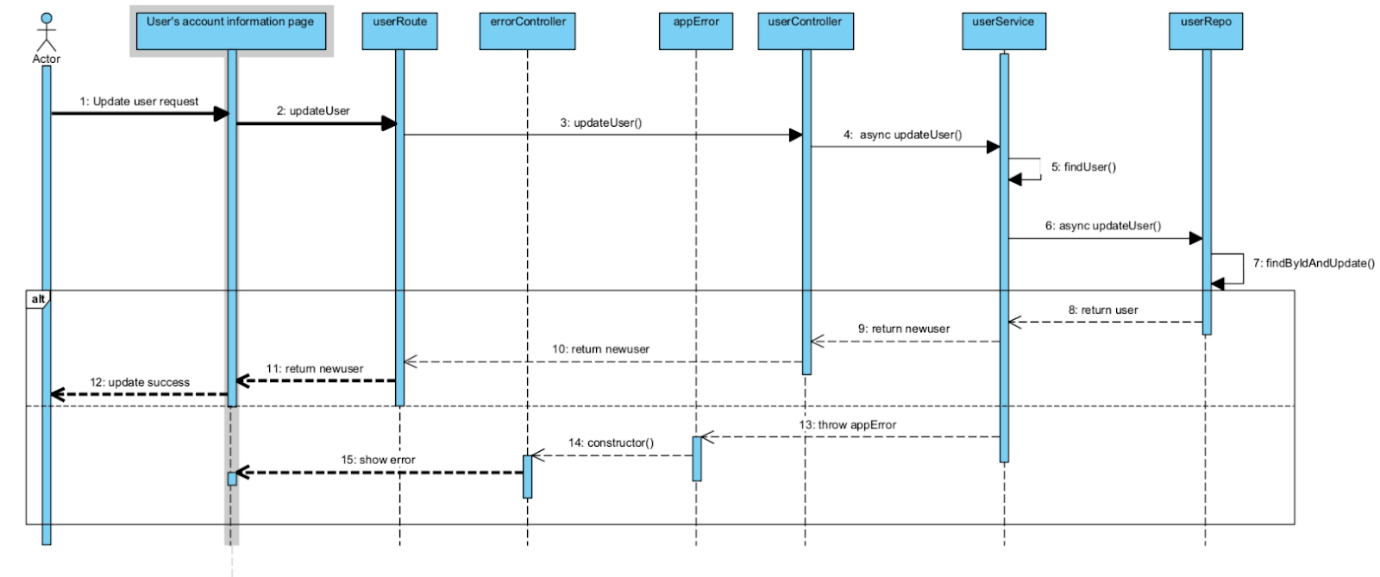 User's account information page
userRoute
errorController
appError
userController
userService
userRepo
Actor
1: Update user request
2: updateUser
3: updateUser()
4: async updateUser()
5: findUser()
6: async updateUser()
7: findByIdAndUpdate()
alt
8: return user
9: return newuser
10: return newuser
11: return newuser
12: update success
13: throw appError
14: constructor()
15: show error